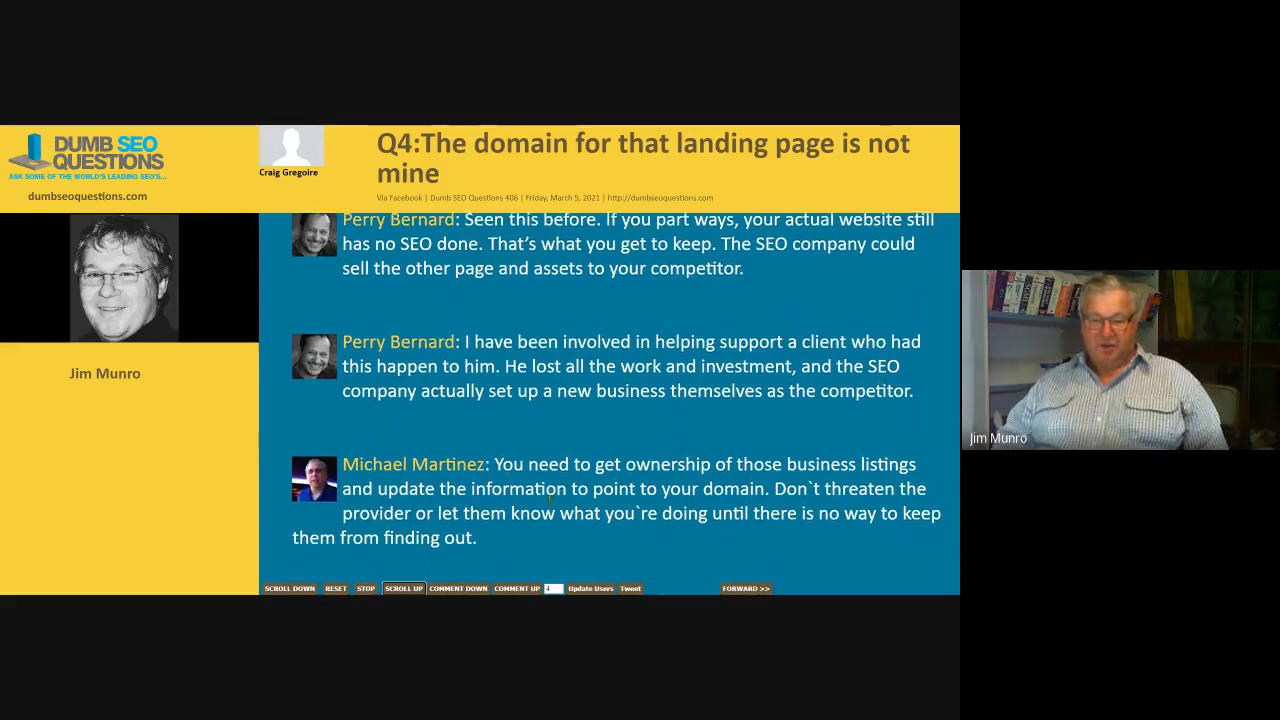 DUMB SEO
QUESTIONS
ASK SOME OF THE WORLD'S LEADING SEO'S...
dumbseoquestions.com
Craig Gregoire
Q4:The domain for that landing page is not
mine
Via Facebook | Dumb SEO Questions 406 | Friday, March 5, 2021 | http://dumbseoquestions.com
Jim Munro
Perry Bernard: Seen this before. If you part ways, your actual website still
has no SEO done. That's what you get to keep. The SEO company could
sell the other page and assets to your competitor.
Perry Bernard: I have been involved in helping support a client who had
this happen to him. He lost all the work and investment, and the SEO
company actually set up a new business themselves as the competitor.
Michael Martinez: You need to get ownership of those business listings
and update the information to point to your domain. Don`t threaten the
provider or let them know what you`re doing until there is no way to keep
them from finding out.
SCROLL DOWN RESET STOP SCROLL UP COMMENT DOWN COMMENT UP 4 Update Users Tweet FORWARD >>
Jim Munro